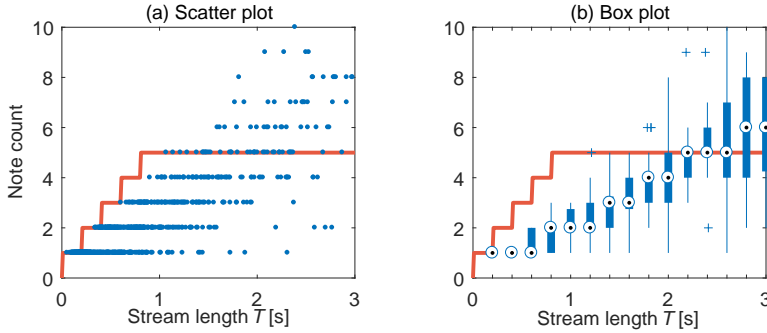 (a) Scatter plot
(b) Box plot
Note count
10
8
6
4
2
0
0 1 2 3
Stream length T [s]
10
8
6
4
2
0
0 1 2 3
Stream length T [s]